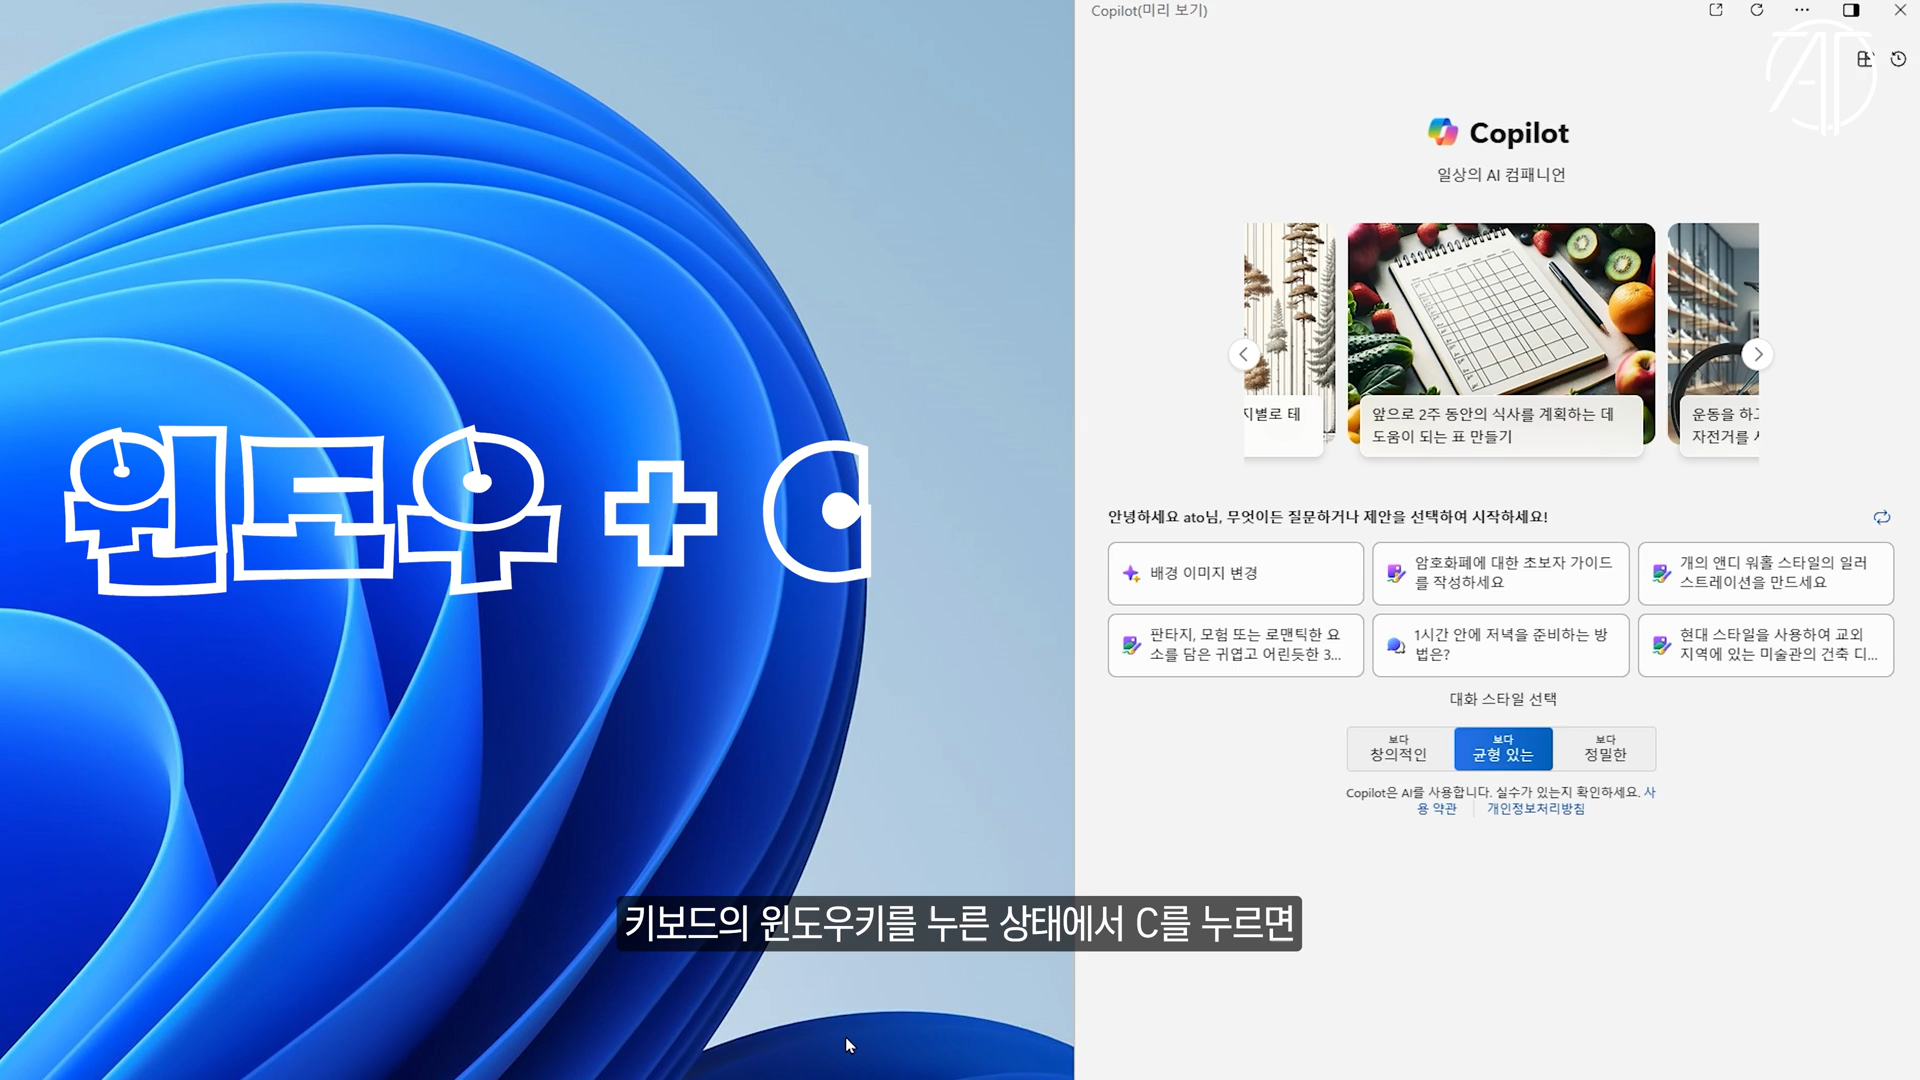 Copilot(미리 보기)
Copilot
일상의 AI 컴패니언
지별로 테
앞으로 2주 동안의 식사를 계획하는 데
도움이 되는 표 만들기
운동을 하고
자전거를
안녕하세요 ato님, 무엇이든 질문하거나 제안을 선택하여 시작하세요!
배경 이미지 변경
암호화폐에 대한 초보자 가이드
를 작성하세요
개의 앤디 워홀 스타일의 일러
스트레이션을 만드세요
판타지, 모험 또는 로맨틱한 요
소를 담은 귀엽고 어린듯한 3...
1시간 안에 저녁을 준비하는 방
법은?
현대 스타일을 사용하여 교외
지역에 있는 미술관의 건축 디...
대화 스타일 선택
보다
창의적인
보다
균형 있는
보다
정밀한
Copilot은 AI를 사용합니다. 실수가 있는지 확인하세요. 사
용 약관
개인정보처리방침
윈도우 + C
키보드의 윈도우키를 누른 상태에서 C를 누르면